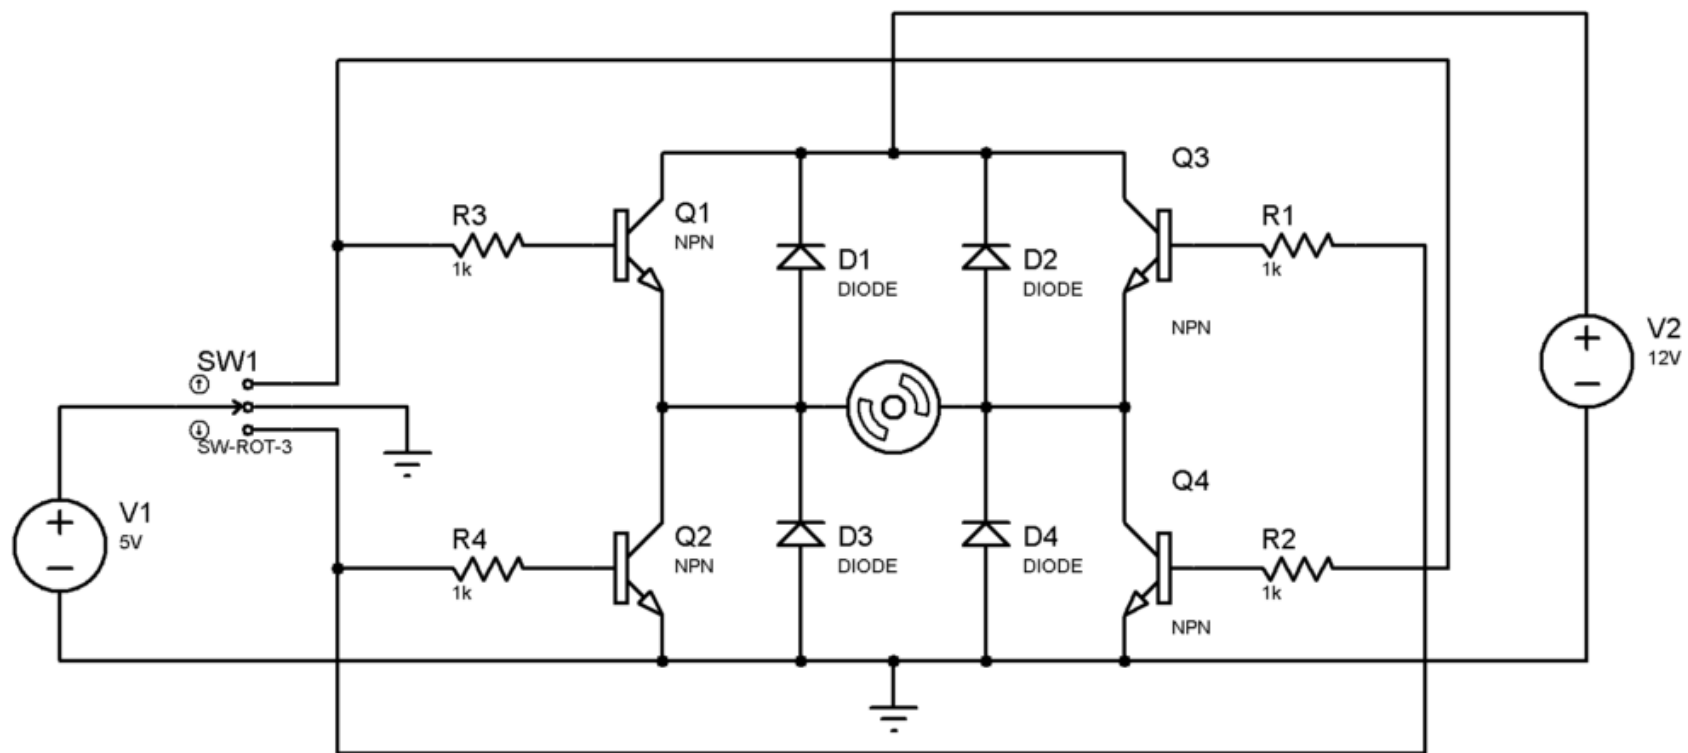 Q3
R3
1k
Q1
NPN
R1
1k
D1
DIODE
D2
DIODE
NPN
V2
12V
+
−
SW1
↑
↓
SW-ROT-3
V1
5V
+
−
R4
1k
Q2
NPN
D3
DIODE
D4
DIODE
Q4
R2
1k
NPN